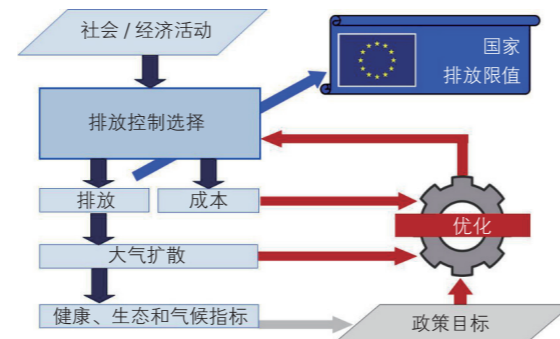 社会 / 经济活动
国家
排放限值
排放控制选择
排放
成本
优化
大气扩散
健康、生态和气候指标
政策目标